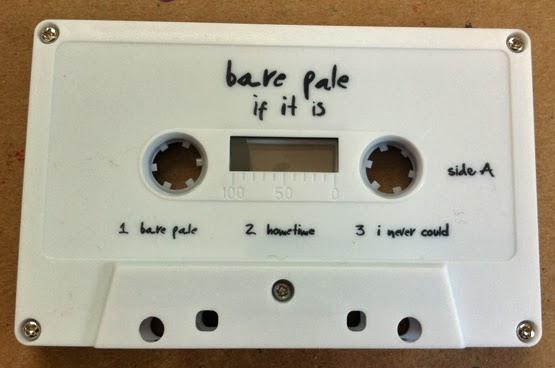 bare pale
if it is
side A
100 50 0
1 bare pale 2 hometime 3 i never could